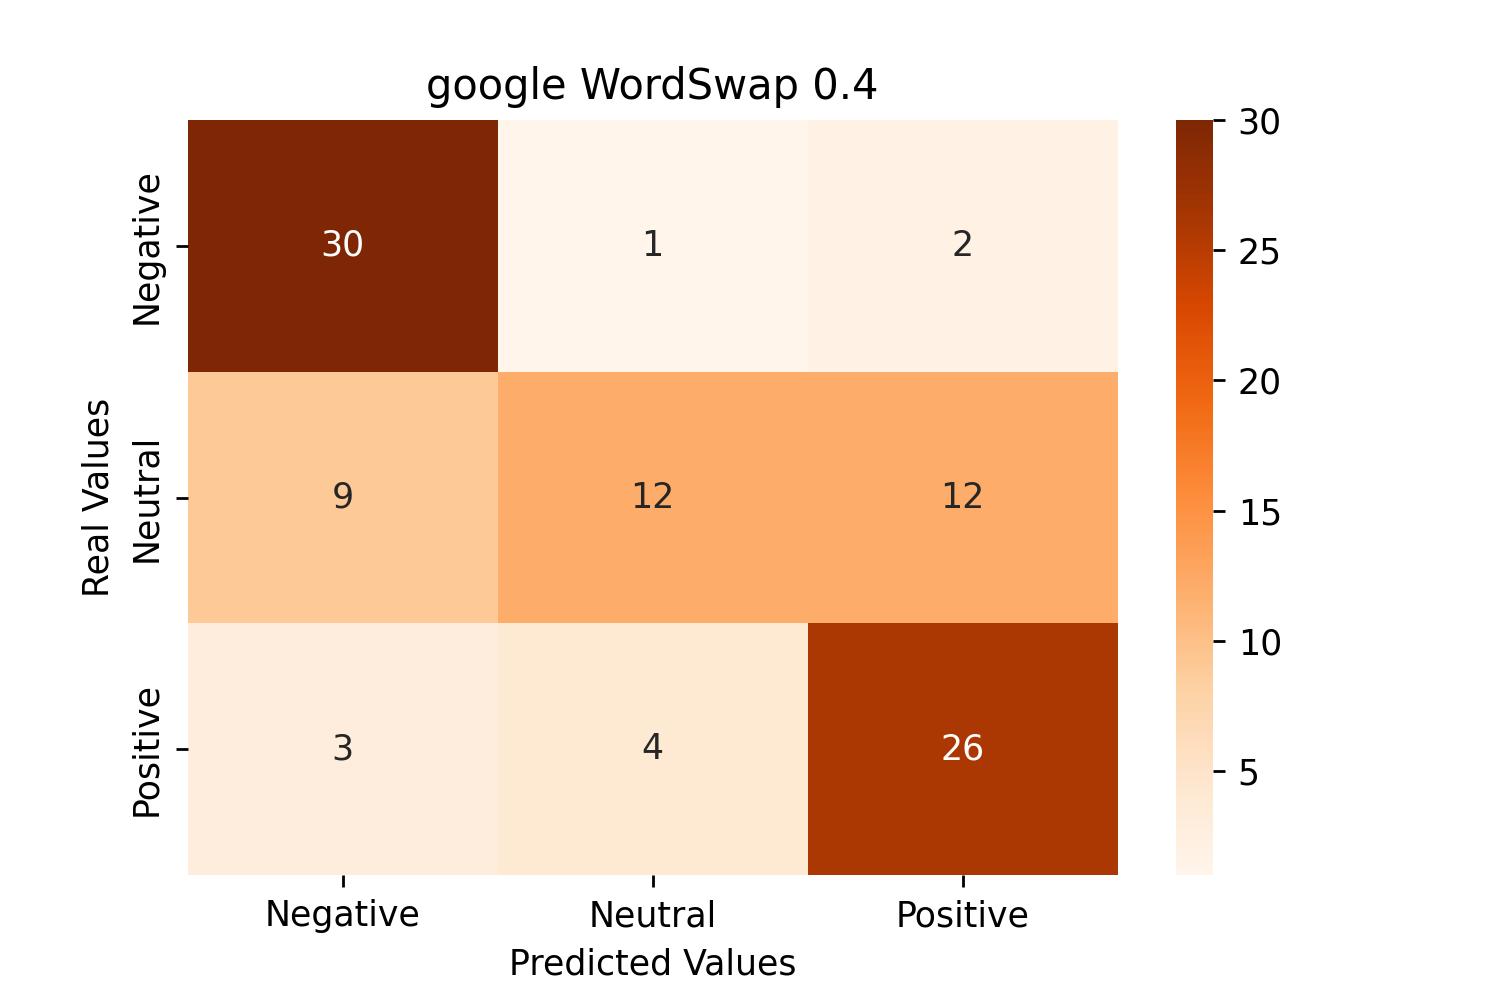 google WordSwap 0.4
30
Negative
30
1
2
25
20
Real Values
Neutral
9
12
12
15
10
Positive
3
4
26
5
Negative
Neutral
Positive
Predicted Values